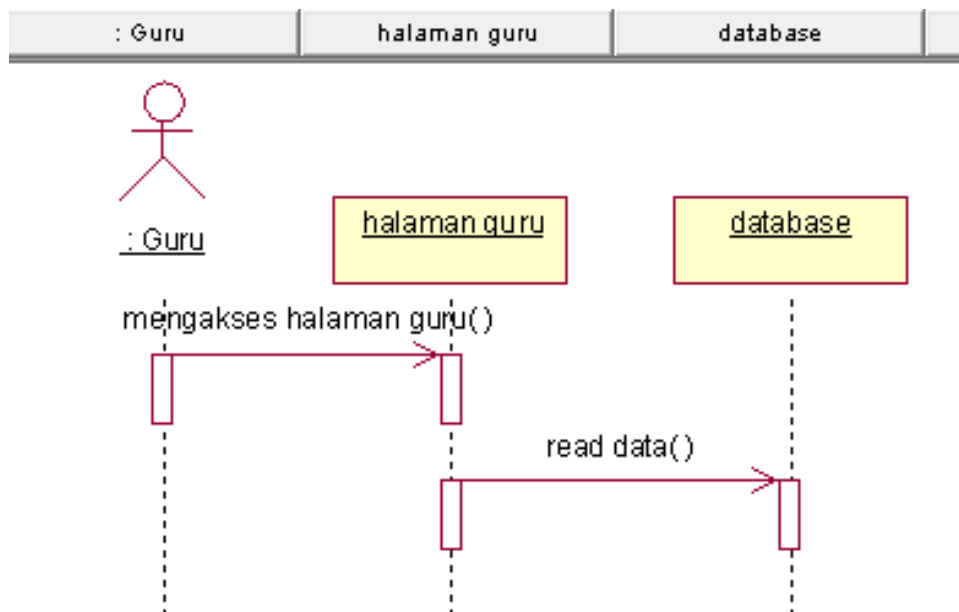 : Guru
halaman guru
database
: Guru
halaman guru
database
mengakses halaman guru()
read data()